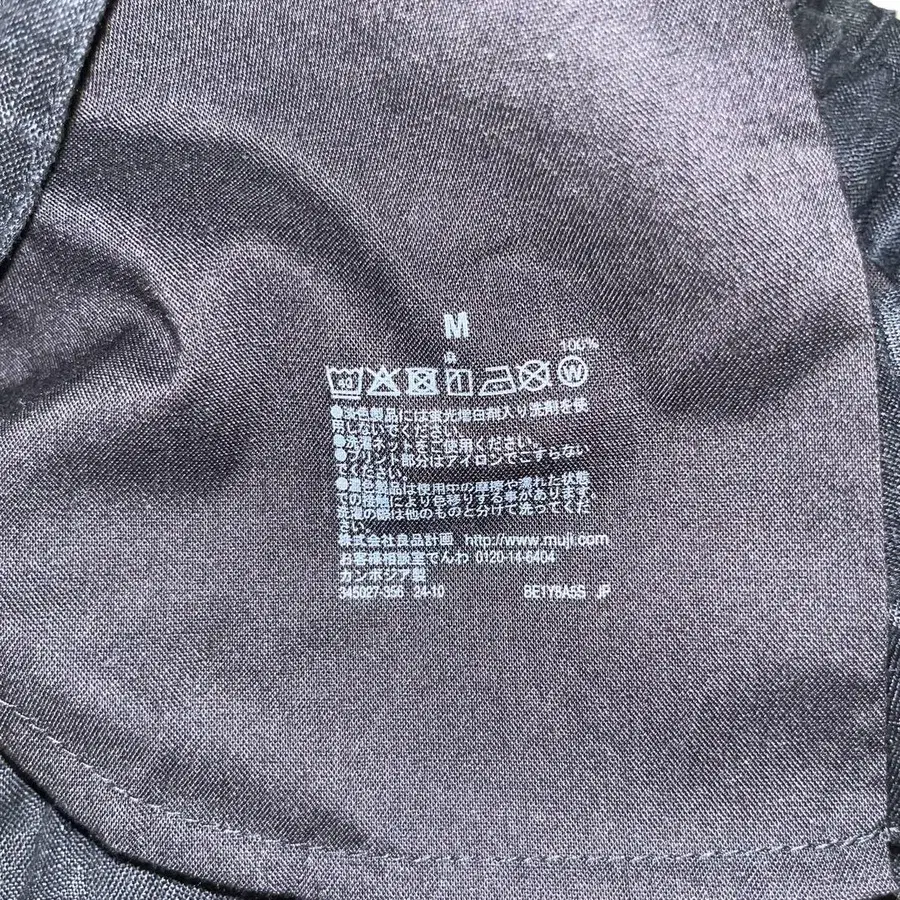 M
100%
40
●淡色製品には蛍光増白剤入り洗剤を使
用しないでください。
●洗濯ネットをご使用ください。
●プリント部分はアイロンでこすらない
でください。
●濃色製品は使用中の摩擦や濡れた状態
での接触により色移りする事があります。
洗濯の際は他のものと分けて洗ってくだ
さい。
株式会社良品計画 http://www.muji.com
お客様相談室でんわ 0120-14-6404
カンボジア製
345027-356 24-10 BE1Y8A5S JP